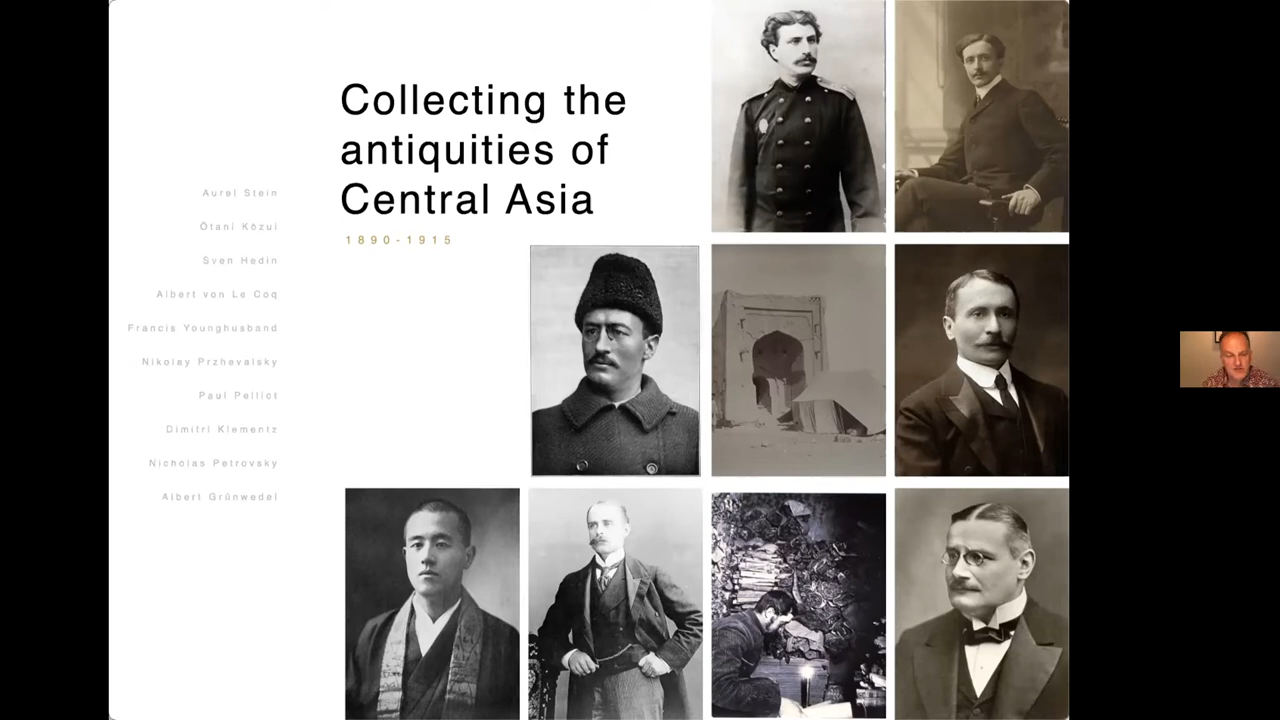 Collecting the
antiquities of
Central Asia
1890-1915
Aurel Stein
Ōtani Kōzui
Sven Hedin
Albert von Le Coq
Francis Younghusband
Nikolay Przhevalsky
Paul Pelliot
Dimitri Klementz
Nicholas Petrovsky
Albert Grünwedel